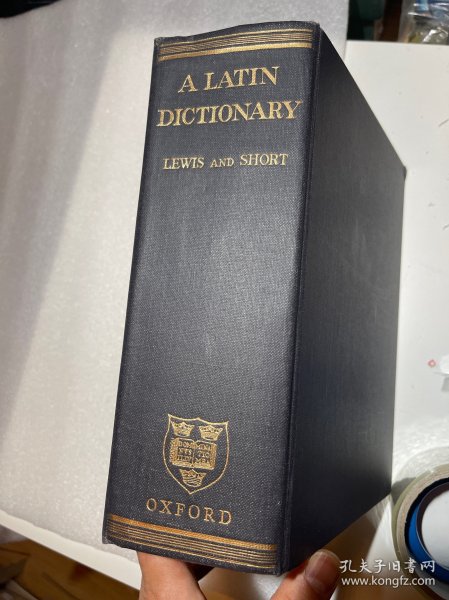 A LATIN
DICTIONARY
LEWIS AND SHORT
OXFORD
孔夫子旧书网
www.kongfz.com